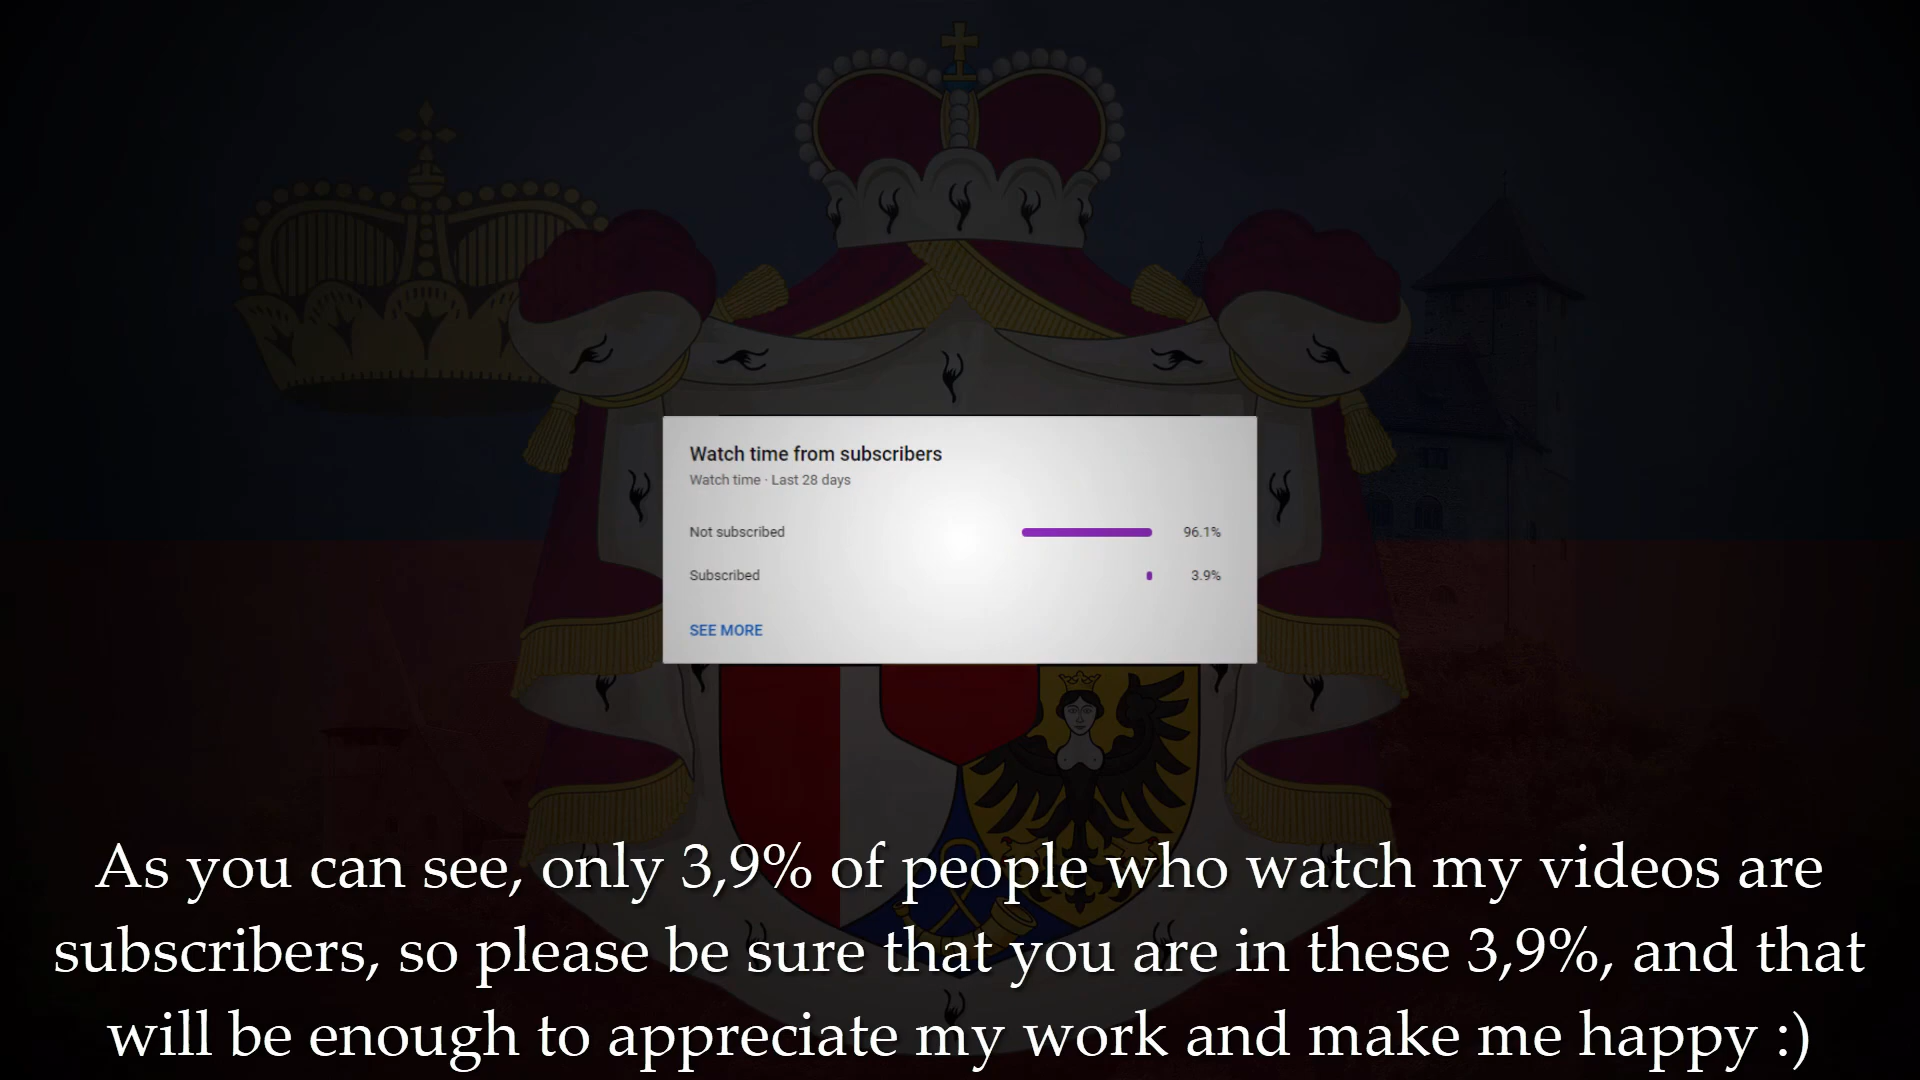 Watch time from subscribers
Watch time · Last 28 days
Not subscribed 96.1%
Subscribed 3.9%
SEE MORE
As you can see, only 3,9% of people who watch my videos are
subscribers, so please be sure that you are in these 3,9%, and that
will be enough to appreciate my work and make me happy :)